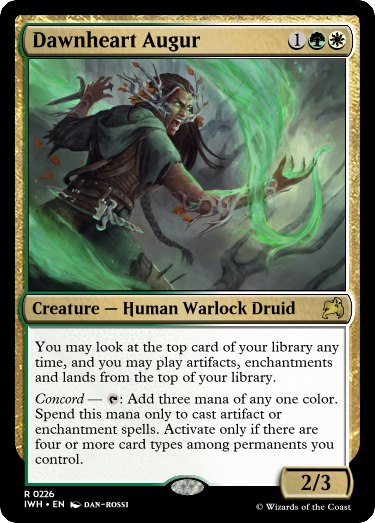 Dawnheart Augur 1
Creature — Human Warlock Druid
You may look at the top card of your library any
time, and you may play artifacts, enchantments
and lands from the top of your library.
Concord — : Add three mana of any one color.
Spend this mana only to cast artifact or
enchantment spells. Activate only if there are
four or more card types among permanents you
control.
2/3
R 0226
IWH • EN DAN-ROSSI
© Wizards of the Coast